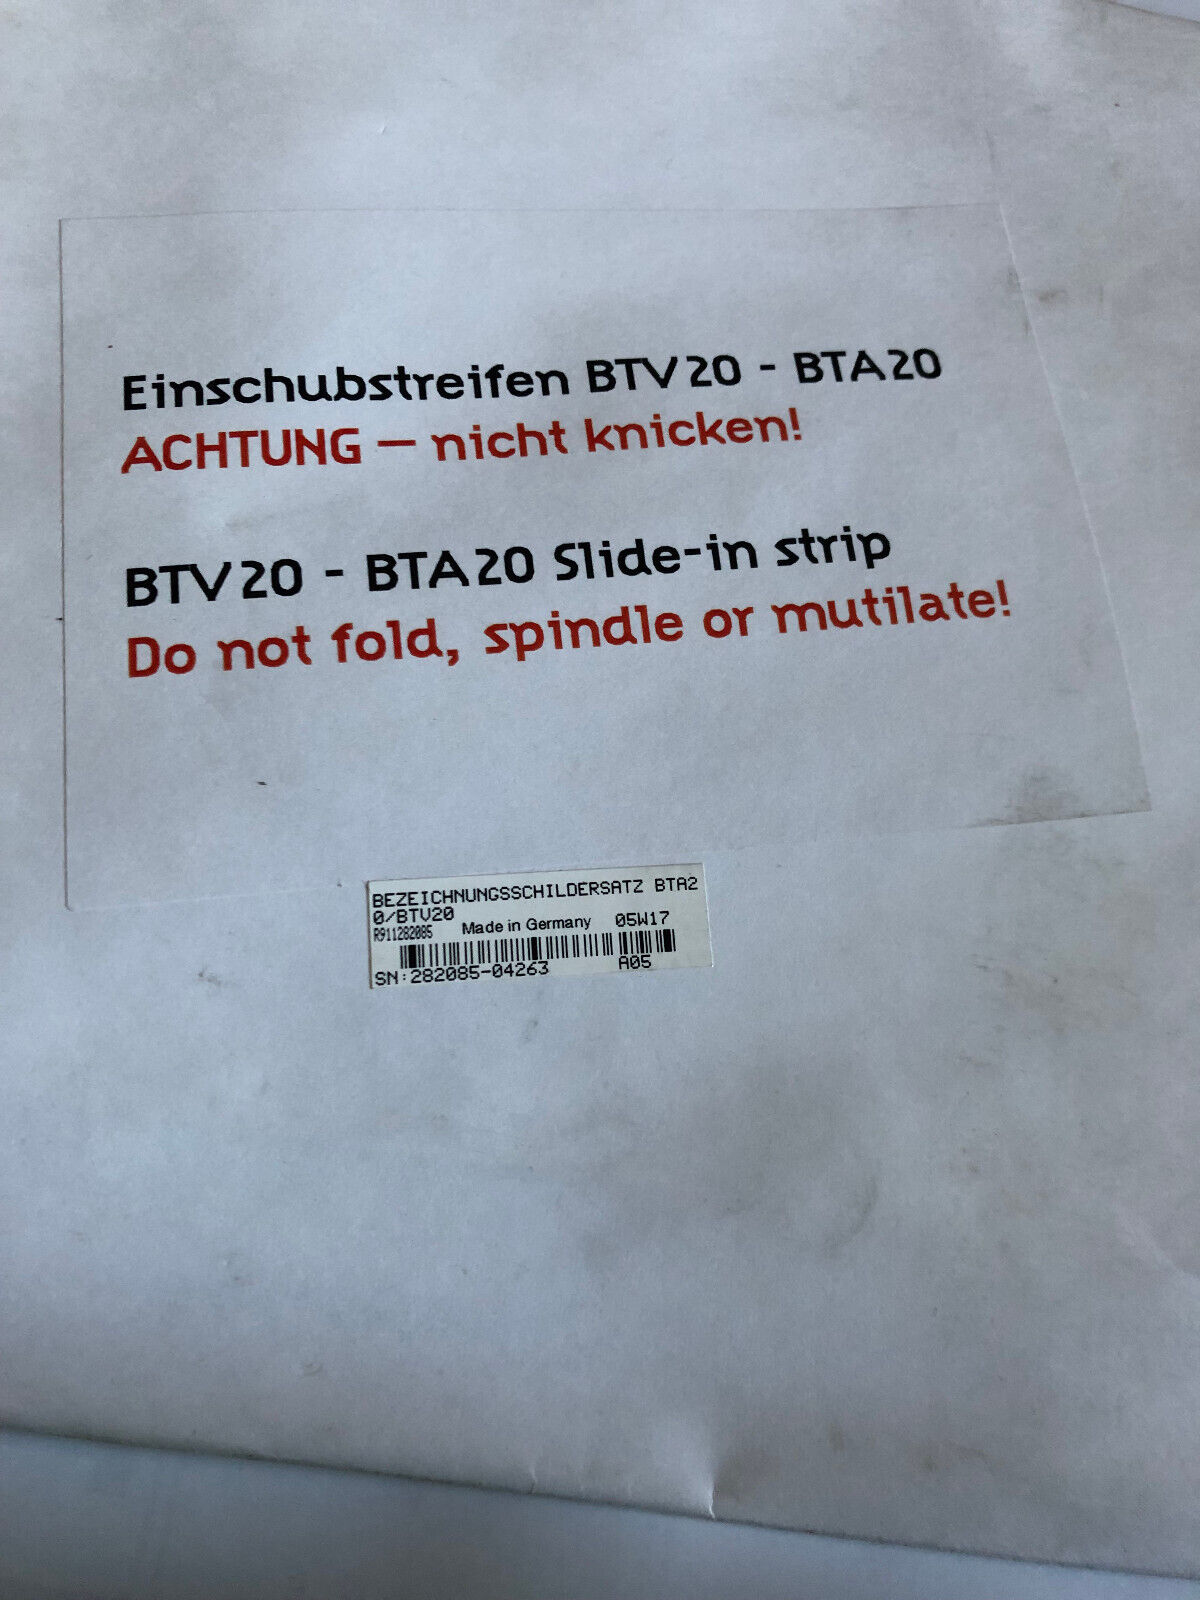 Einschubstreifen BTV20 - BTA20
ACHTUNG – nicht knicken!
BTV20 - BTA20 Slide-in strip
Do not fold, spindle or mutilate!
BEZEICHNUNGSSCHILDERSATZ BTA2
0/BTV20
R911282085 Made in Germany 05W17
SN:282085-04263 A05